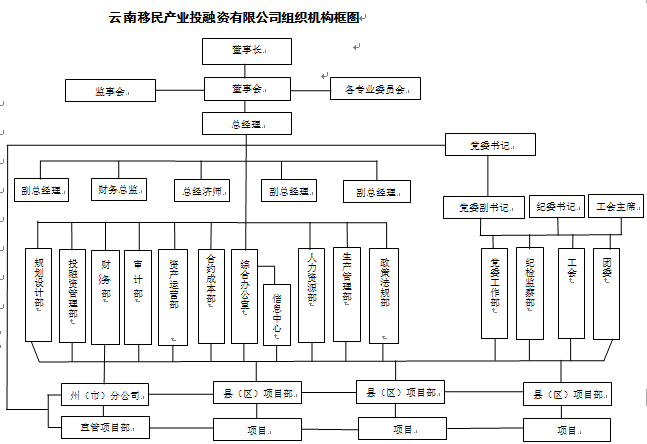 云南移民产业投融资有限公司组织机构框图
董事长
监事会
董事会
各专业委员会
总经理
党委书记
副总经理
财务总监
总经济师
副总经理
副总经理
党委副书记
纪委书记
工会主席
规划设计部
投融资管理部
财务部
审计部
资产运营部
合约成本部
综合办公室
信息中心
人力资源部
生产管理部
政策法规部
党委工作部
纪检监察部
工会
团委
州（市）分公司
县（区）项目部
县（区）项目部
县（区）项目部
直管项目部
项目
项目
项目